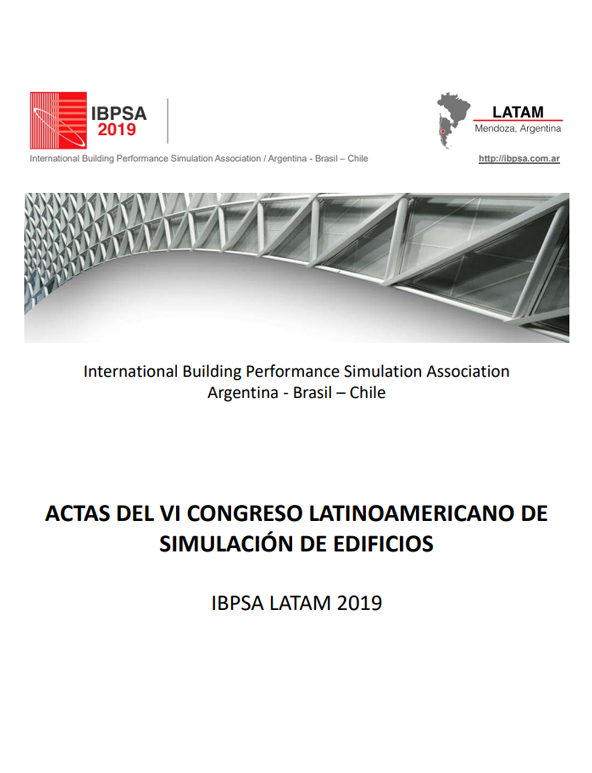 IBPSA
2019
LATAM
Mendoza, Argentina
International Building Performance Simulation Association / Argentina - Brasil – Chile
http://ibpsa.com.ar
International Building Performance Simulation Association
Argentina - Brasil – Chile
ACTAS DEL VI CONGRESO LATINOAMERICANO DE
SIMULACIÓN DE EDIFICIOS
IBPSA LATAM 2019